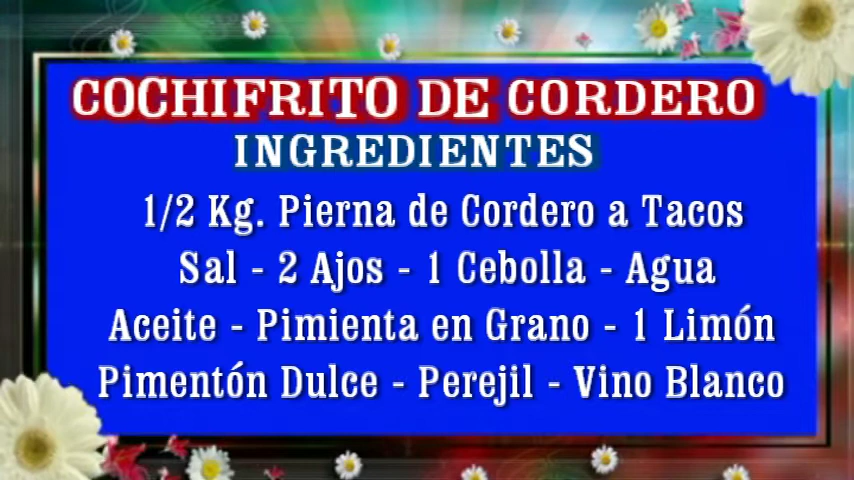 COCHIFRITO DE CORDERO
INGREDIENTES
1/2 Kg. Pierna de Cordero a Tacos
Sal - 2 Ajos - 1 Cebolla - Agua
Aceite - Pimienta en Grano - 1 Limón
Pimentón Dulce - Perejil - Vino Blanco